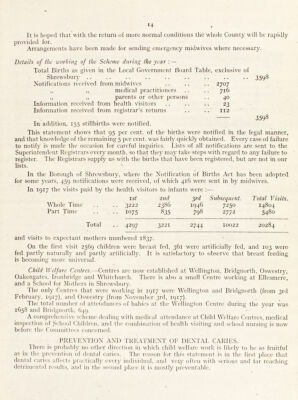 14
It is hoped that with the return of more normal conditions the whole County will be rapidly
provided for.
Arrangements have been made for sending emergency midwives where necessary.
Details of the working of the Scheme during the year :—
Total Births as given in the Local Government Board Table, exclusive of
Shrewsbury .. .. .. .. .. .. .. .. 3598
Notifications received from midwives .. .. .. 2707
„ „ medical practitioners .. .. 716
„ „ parents or other persons .. 40
Information received from health visitors .. .. .. 23
Information received from registrar's returns .. .. 112
3598
In addition, 155 stillbirths were notified.
This statement shows that 95 per cent. of the births were notified in the legal manner,
and that knowledge of the remaining 5 per cent. was fairly quickly obtained. Every case of failure
to notify is made the occasion for careful inquiries. Lists of all notifications are sent to the
Superintendent Registrars every month, so that they may take steps with regard to any failure to
register. The Registrars supply us with the births that have been registered, but are not in our
lists.
In the Borough of Shrewsbury, where the Notification of Births Act has been adopted
for some years, 459 notifications were received, of which 416 were sent in by midwives.
In 1917 the visits paid by the health visitors to infants were :—
1st 2nd 3rd Subsequent. Total Visits.
Whole Time .. .. 3222 2386 1946 7250 14804
Part Time .. .. 1075 835 798 2772 5480
Total .. 4297 3221 2744 10022 20284
and visits to expectant mothers numbered 1837.
On the first visit 2569 children were breast fed, 361 were artificially fed, and 193 were
fed partly naturally and partly artificially. It is satisfactory to observe that breast feeding
is becoming more universal.
Child Welfare Centres.—Centres are now established at Wellington, Bridgnorth, Oswestry,
Oakengates, Ironbridge and Whitchurch. There is also a small Centre working at Ellesmere,
and a School for Mothers in Shrewsbury.
The only Centres that were working in 1917 were Wellington and Bridgnorth (from 3rd
February, 1917), and Oswestry (from November 3rd, 1917).
The total number of attendances of babies at the Wellington Centre during the year was
1658 and Bridgnorth, 649.
A comprehensive scheme dealing with medical attendance at Child Welfare Centres, medical
inspection of School Children, and the combination of health visiting and school nursing is now
before the Committees concerned.
PREVENTION AND TREATMENT OF DENTAL CARIES.
There is probably no other direction in which child welfare work is likely to be so fruitful
as in the prevention of dental caries. The reason for this statement is in the first place that
dental caries affects practically every individual, and very often with serious and far reaching
detrimental results, and in the second place it is mostly preventable.